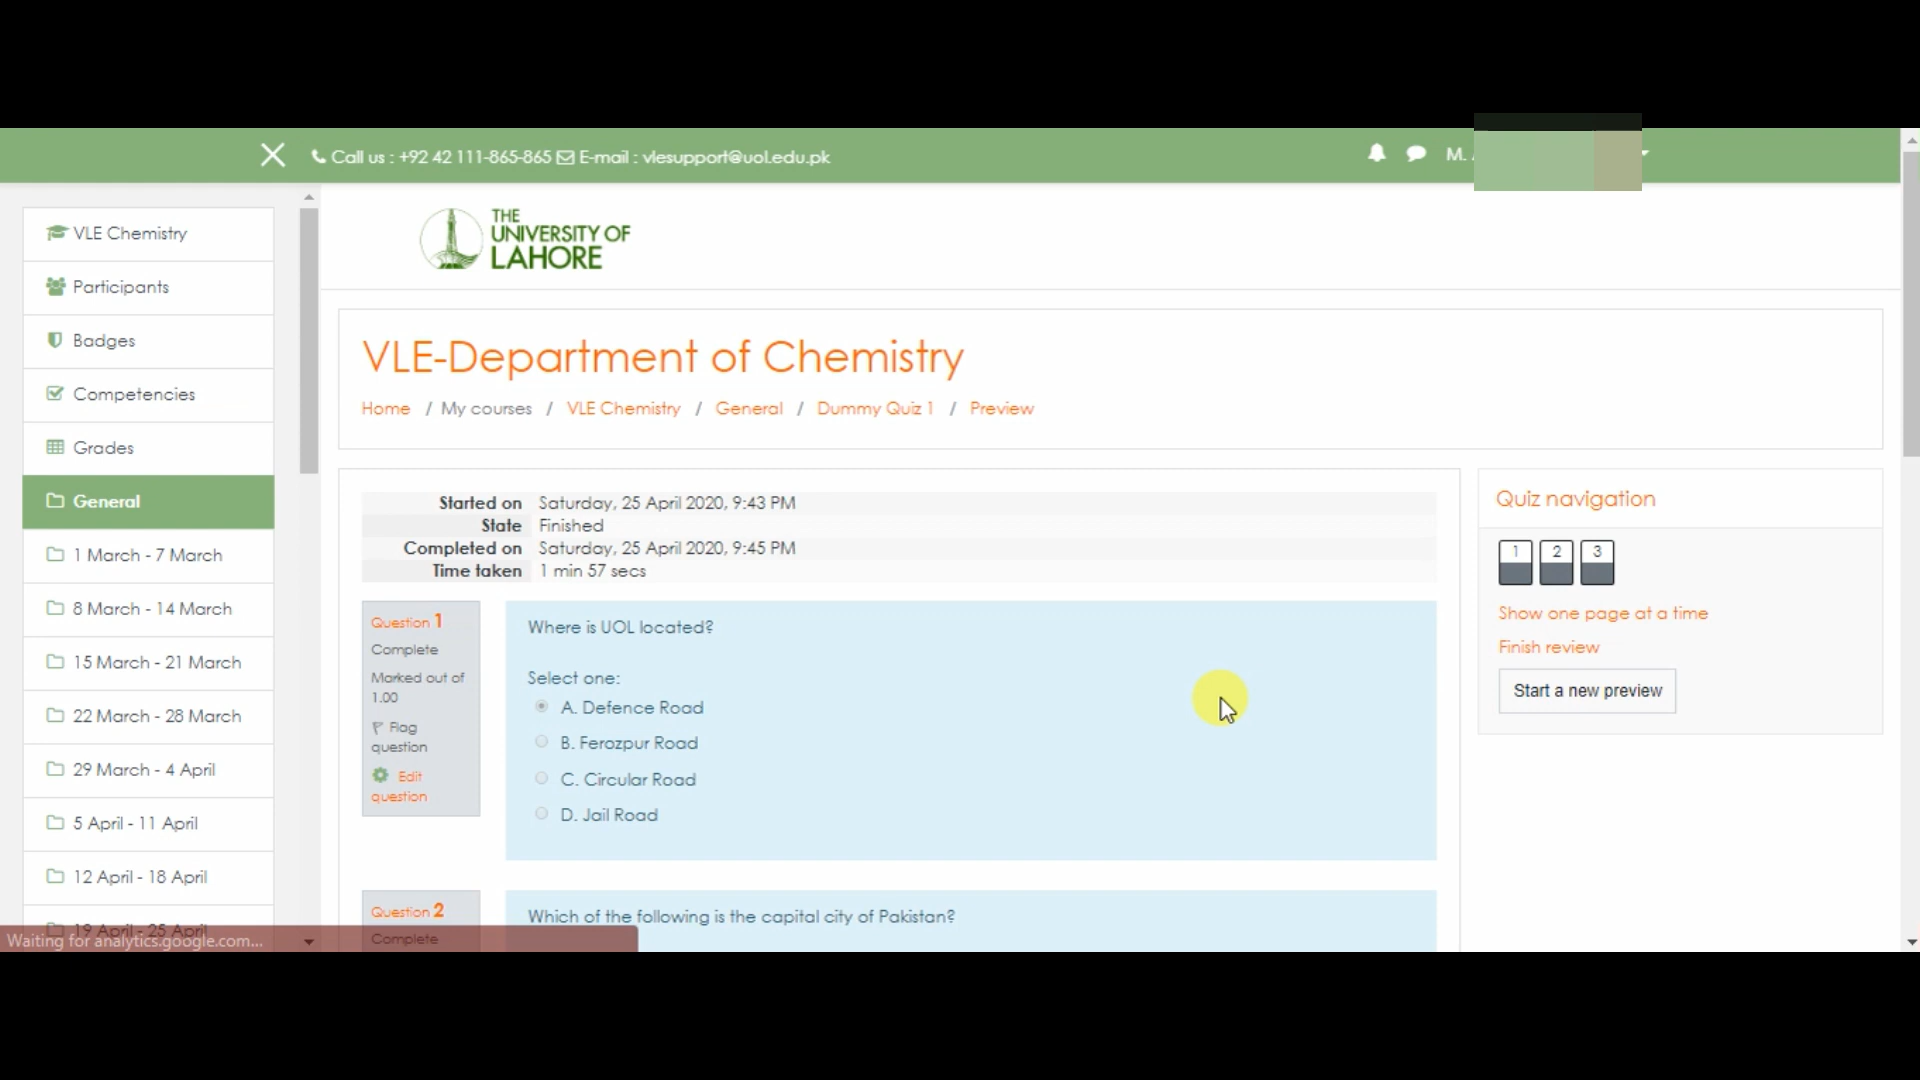 Call us : +92 42 111-865-865 E-mail : vlesupport@uol.edu.pk
M.
VLE Chemistry
Participants
Badges
Competencies
Grades
General
1 March - 7 March
8 March - 14 March
15 March - 21 March
22 March - 28 March
29 March - 4 April
5 April - 11 April
12 April - 18 April
19 April - 25 April
Waiting for analytics.google.com...
THE
UNIVERSITY OF
LAHORE
VLE-Department of Chemistry
Home / My courses / VLE Chemistry / General / Dummy Quiz 1 / Preview
Started on Saturday, 25 April 2020, 9:43 PM
State Finished
Completed on Saturday, 25 April 2020, 9:45 PM
Time taken 1 min 57 secs
Question 1
Complete
Marked out of
1.00
Flag
question
Edit
question
Where is UOL located?
Select one:
A. Defence Road
B. Ferozpur Road
C. Circular Road
D. Jail Road
Question 2
Complete
Which of the following is the capital city of Pakistan?
Quiz navigation
1 2 3
Show one page at a time
Finish review
Start a new preview